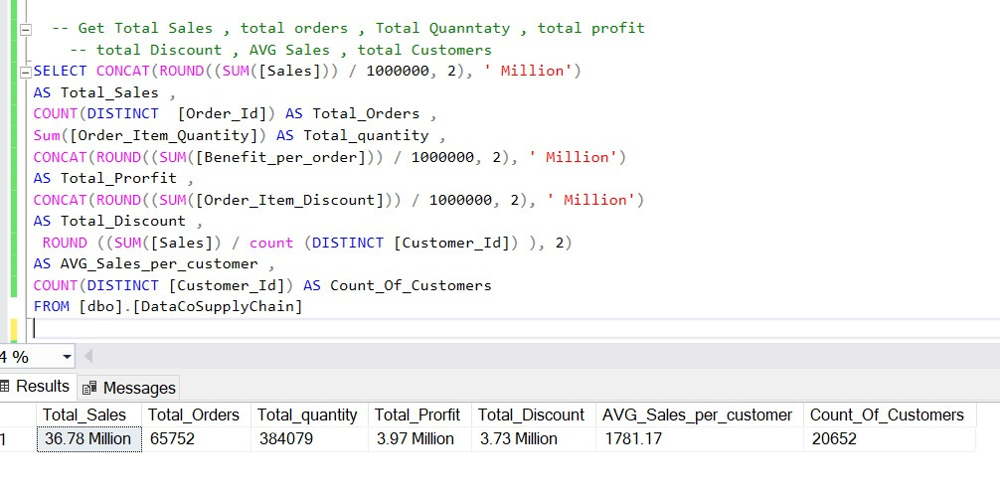 -- Get Total Sales , total orders , Total Quanntaty , total profit
-- total Discount , AVG Sales , total Customers
SELECT CONCAT(ROUND((SUM([Sales])) / 1000000, 2), ' Million')
AS Total_Sales ,
COUNT(DISTINCT  [Order_Id]) AS Total_Orders ,
Sum([Order_Item_Quantity]) AS Total_quantity ,
CONCAT(ROUND((SUM([Benefit_per_order])) / 1000000, 2), ' Million')
AS Total_Prorfit ,
CONCAT(ROUND((SUM([Order_Item_Discount])) / 1000000, 2), ' Million')
AS Total_Discount ,
ROUND ((SUM([Sales]) / count (DISTINCT [Customer_Id]) ), 2)
AS AVG_Sales_per_customer ,
COUNT(DISTINCT [Customer_Id]) AS Count_Of_Customers
FROM [dbo].[DataCoSupplyChain]
4 %
Results Messages
Total_Sales Total_Orders Total_quantity Total_Prorfit Total_Discount AVG_Sales_per_customer Count_Of_Customers
1 36.78 Million 65752 384079 3.97 Million 3.73 Million 1781.17 20652